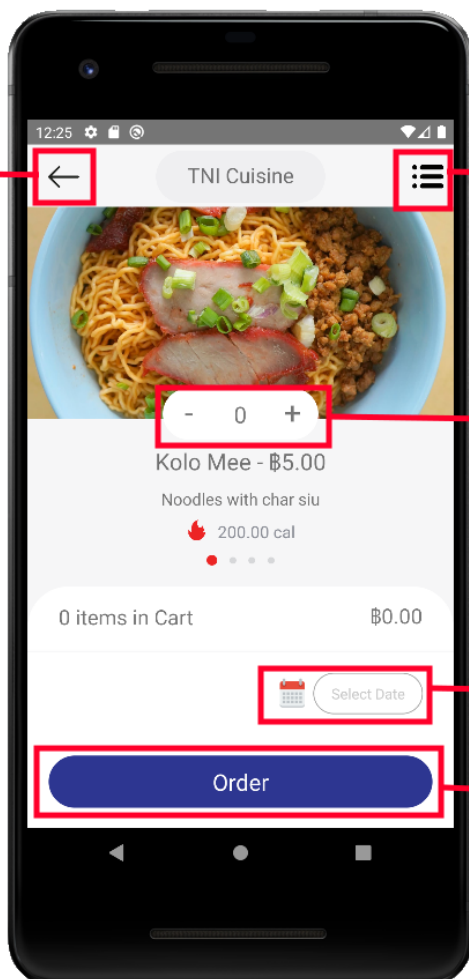 12:25
TNI Cuisine
- 0 +
Kolo Mee - ฿5.00
Noodles with char siu
200.00 cal
0 items in Cart ฿0.00
Select Date
Order